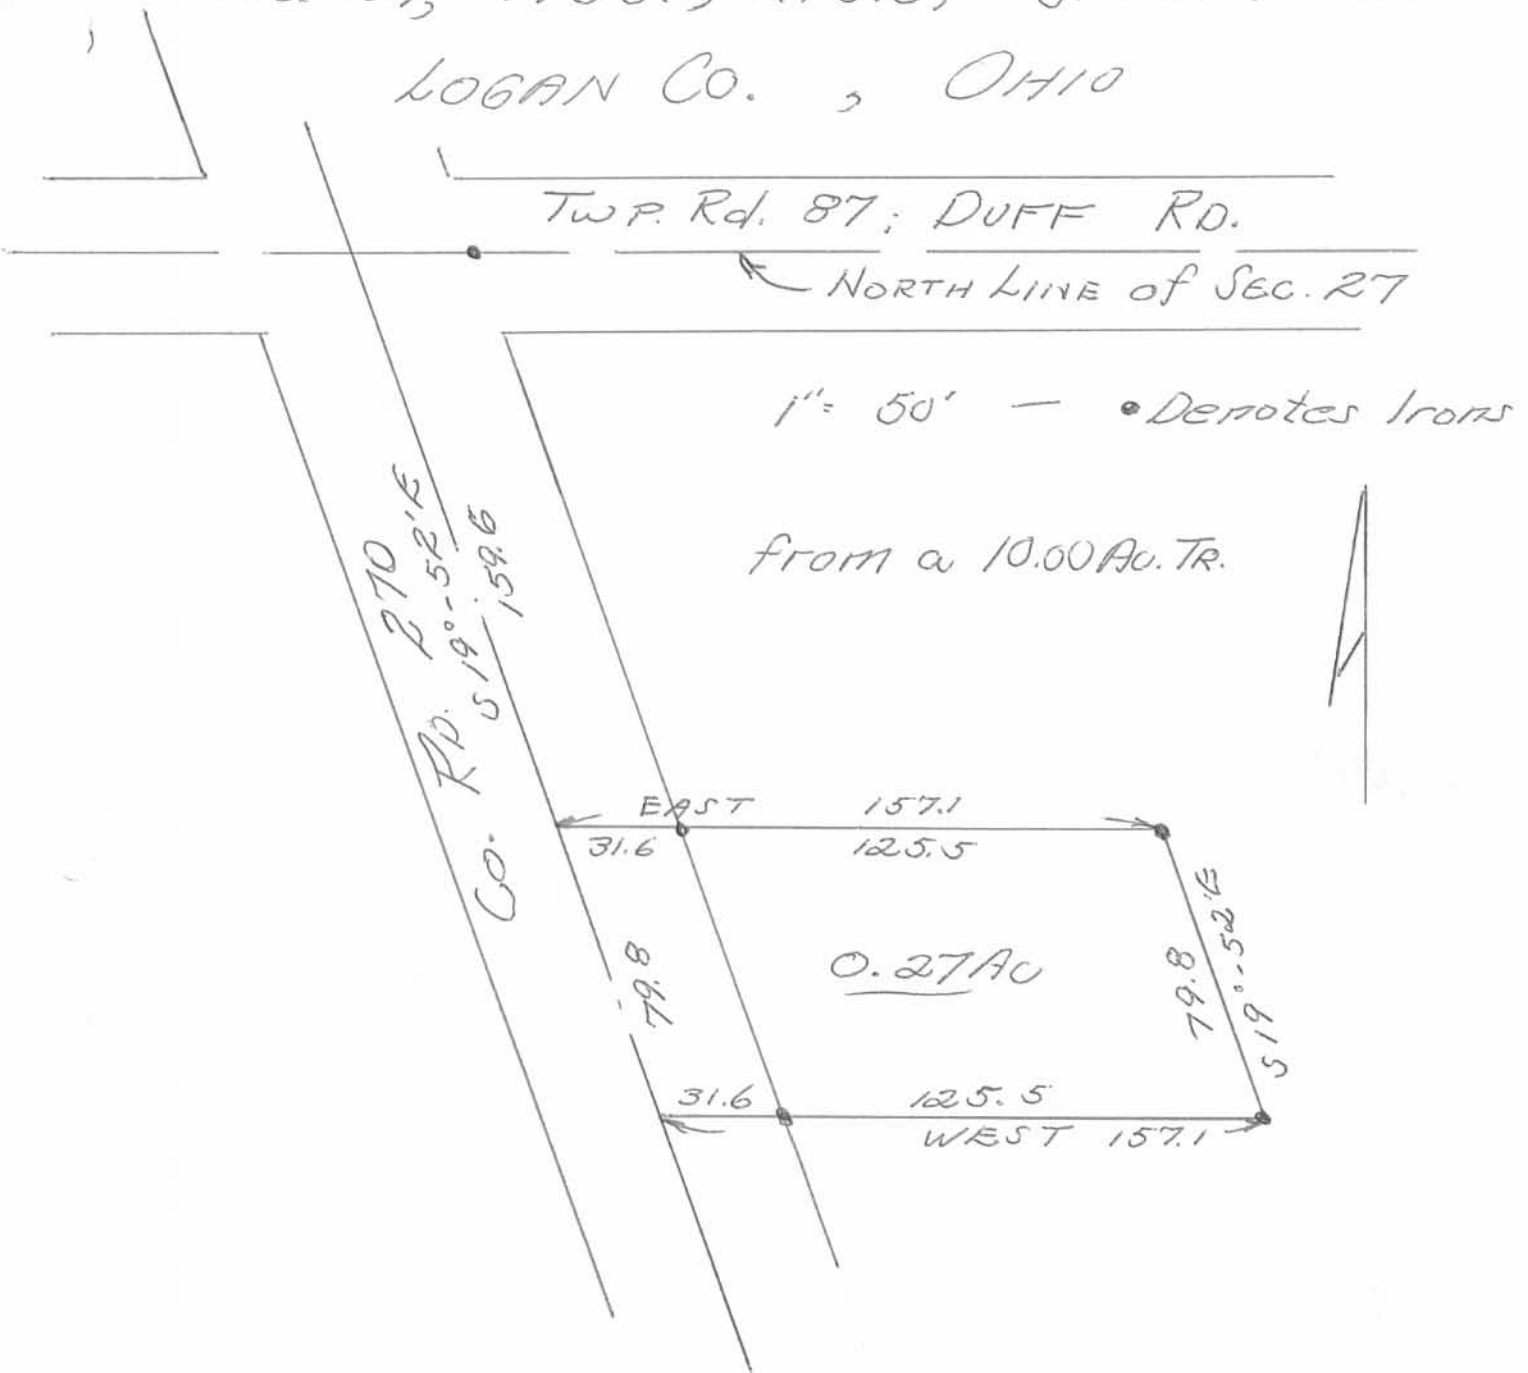 LOGAN CO. , OHIO
TWP. Rd. 87; DUFF RD.
NORTH LINE of SEC. 27
1"= 50' — • Denotes Irons
from a 10.00 Ac. TR.
Co. RD. 270
S 19°-52'E
159.6
EAST 157.1
31.6 125.5
79.8
0.27 Ac
79.8
S 19°-52'E
31.6 125.5
WEST 157.1